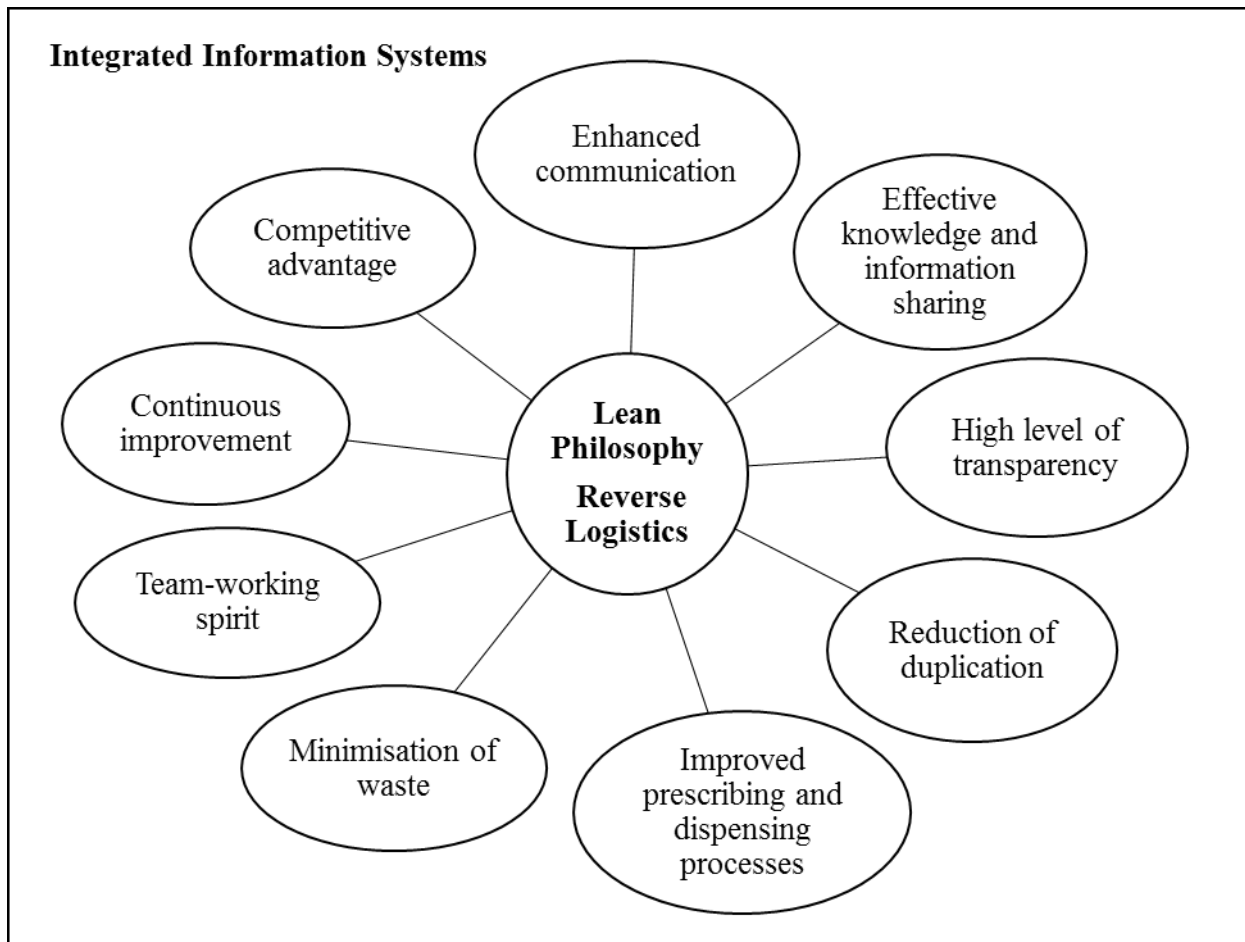 Integrated Information Systems
Enhanced
communication
Effective
knowledge and
information
sharing
High level of
transparency
Reduction of
duplication
Improved
prescribing and
dispensing
processes
Minimisation of
waste
Team-working
spirit
Continuous
improvement
Competitive
advantage
Lean
Philosophy
Reverse
Logistics